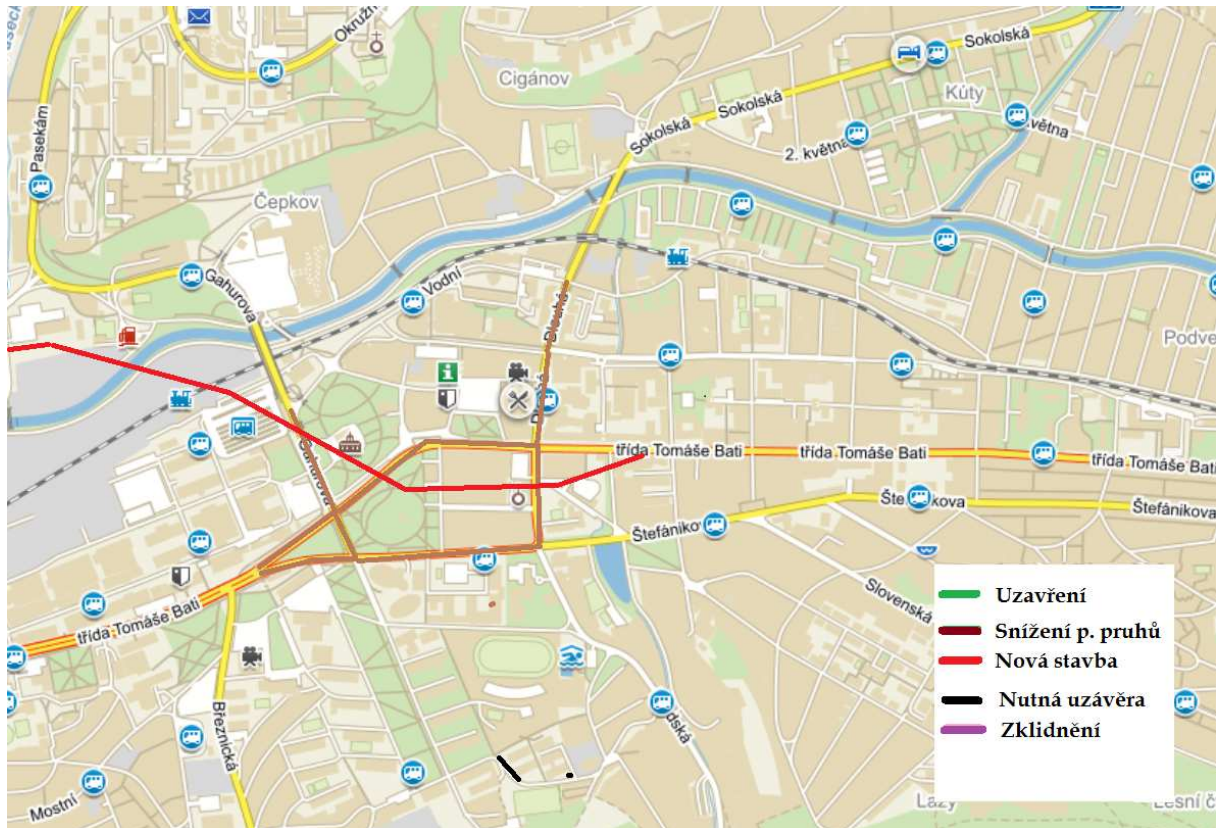 Okružní
Sokolská
Cigánov
Kúty
Pasekám
Sokolská
Sokolská
2. května
května
Čepkov
Gahurova
Vodní
Dlouhá
Podve
i
třída Tomáše Bati
třída Tomáše Bati
třída Tomáše Bati
Gahurova
Štefánikova
Štefánikova
Slovenská
třída Tomáše Bati
Březnická
Mostní
dská
Lazy
Lesní č
Uzavření
Snížení p. pruhů
Nová stavba
Nutná uzávěra
Zklidnění